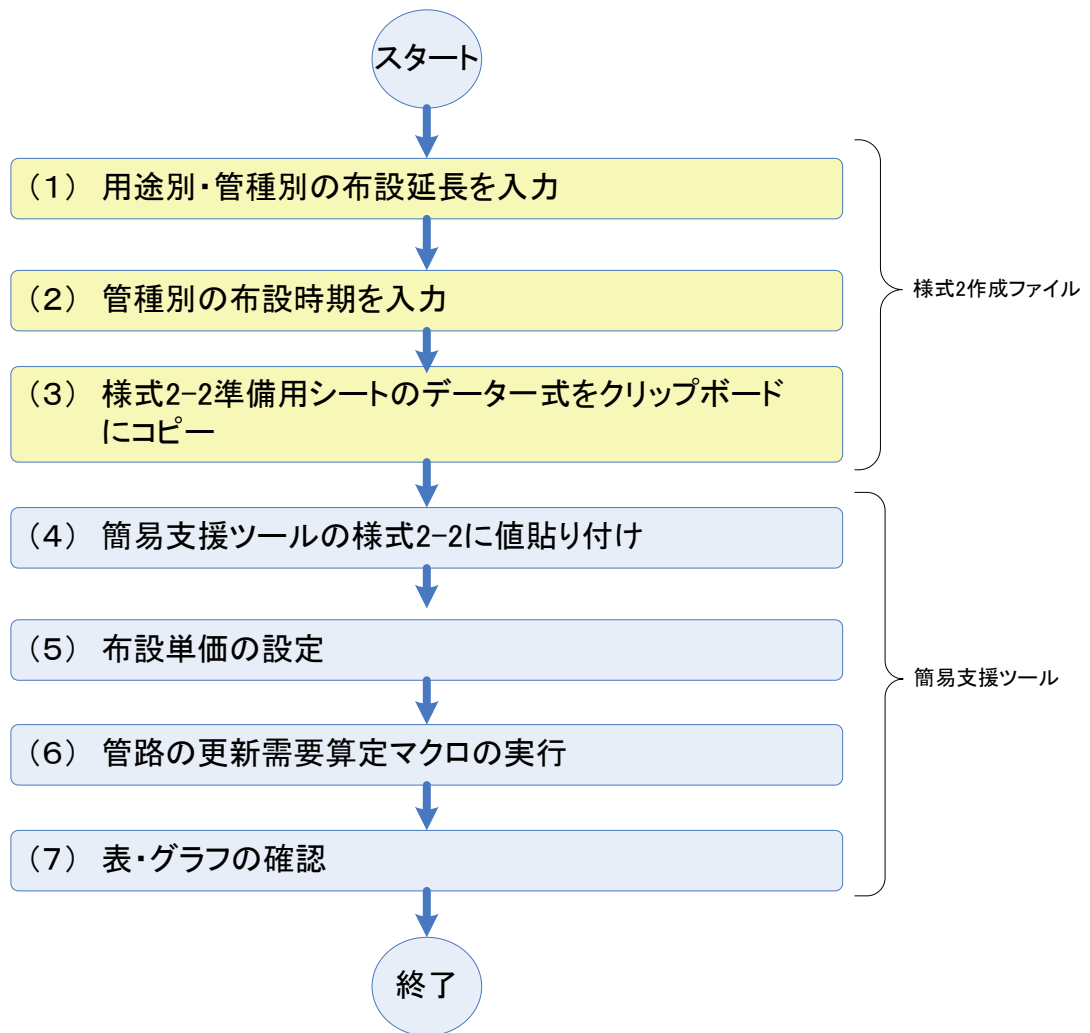 スタート
（１） 用途別・管種別の布設延長を入力
（２） 管種別の布設時期を入力
様式2作成ファイル
（３） 様式2-2準備用シートのデーター式をクリップボード
にコピー
（４） 簡易支援ツールの様式2-2に値貼り付け
（５） 布設単価の設定
簡易支援ツール
（６） 管路の更新需要算定マクロの実行
（７） 表・グラフの確認
終了